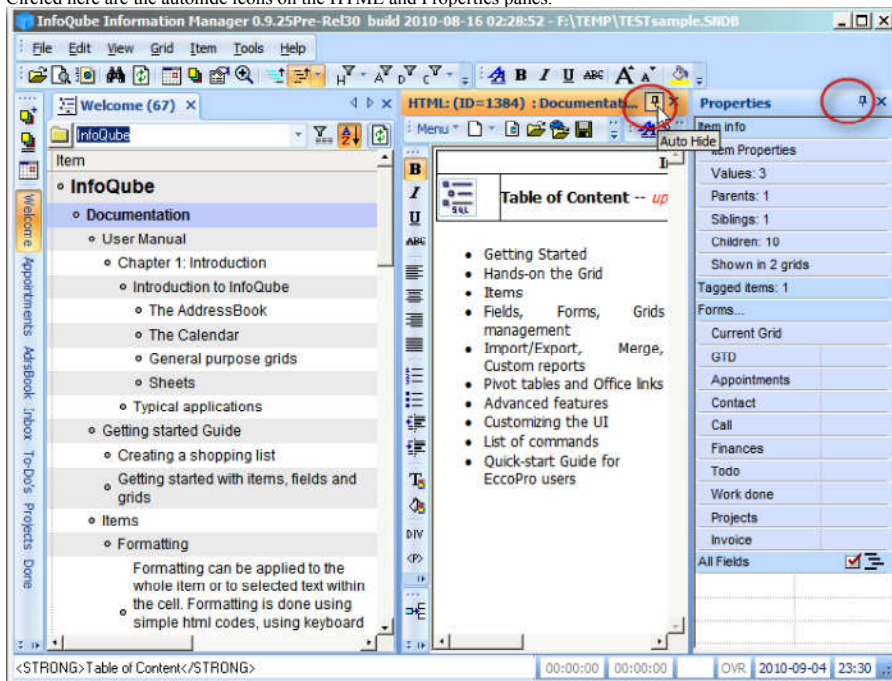 Circled here are the autohide icons on the HTML and Properties panes.
InfoQube Information Manager 0.9.25Pre-Rel30 build 2010-08-16 02:28:52 - F:\TEMP\TESTsample.SNDB
File Edit View Grid Item Tools Help
B I U ABC A A
Welcome (67)
InfoQube
Item
InfoQube
Documentation
User Manual
Chapter 1: Introduction
Introduction to InfoQube
The AddressBook
The Calendar
General purpose grids
Sheets
Typical applications
Getting started Guide
Creating a shopping list
Getting started with items, fields and
grids
Items
Formatting
Formatting can be applied to the
whole item or to selected text within
the cell. Formatting is done using
simple html codes, using keyboard
Welcome
Appointments
AdrsBook
Inbox
To-Do's
Projects
Done
HTML: (ID=1384) : Documentati...
Menu
Auto Hide
B
I
U
ABC
DIV
<P>
SQL
Table of Content -- up
Getting Started
Hands-on the Grid
Items
Fields, Forms, Grids
management
Import/Export, Merge,
Custom reports
Pivot tables and Office links
Advanced features
Customizing the UI
List of commands
Quick-start Guide for
EccoPro users
Properties
Item info
Item Properties
Values: 3
Parents: 1
Siblings: 1
Children: 10
Shown in 2 grids
Tagged items: 1
Forms...
Current Grid
GTD
Appointments
Contact
Call
Finances
Todo
Work done
Projects
Invoice
All Fields
<STRONG>Table of Content</STRONG>
00:00:00 00:00:00 OVR 2010-09-04 23:30